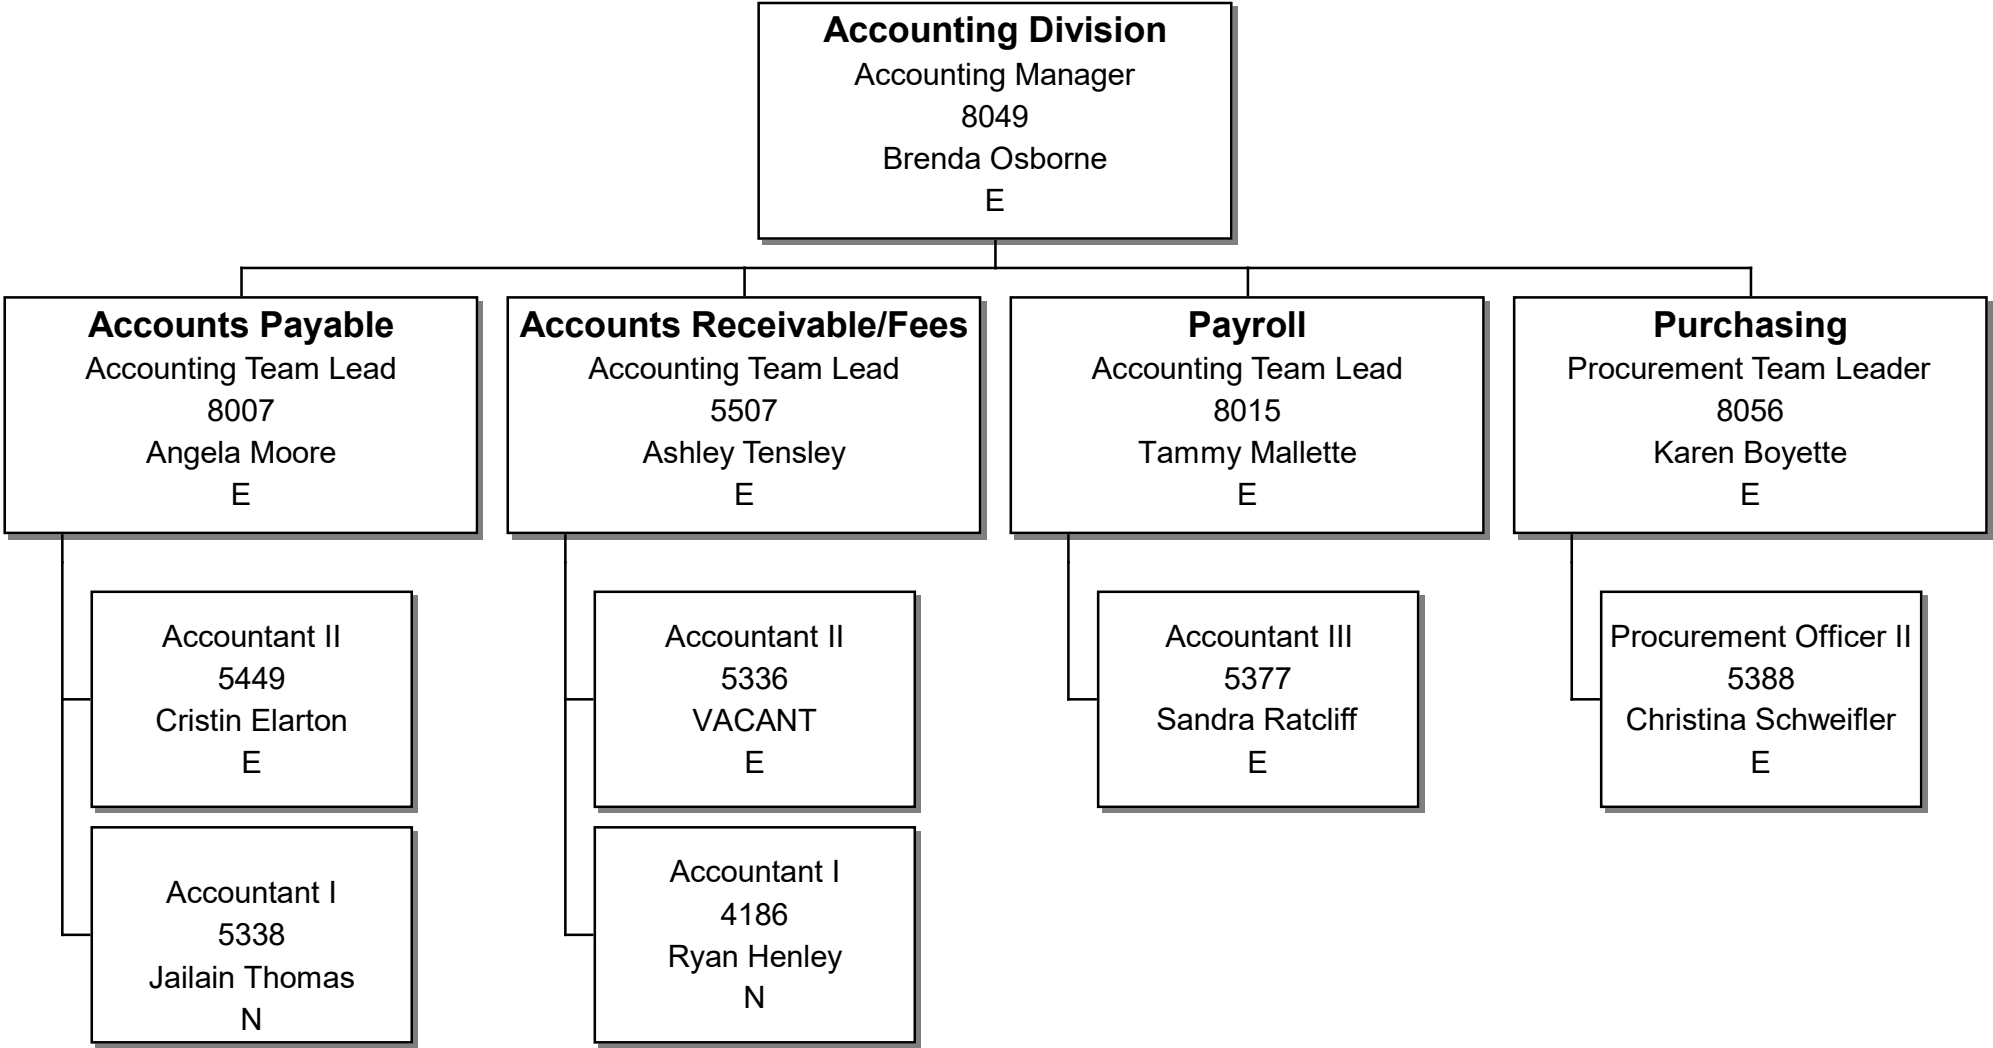 Accounting Division
Accounting Manager
8049
Brenda Osborne
E
Accounts Payable
Accounting Team Lead
8007
Angela Moore
E
Accounts Receivable/Fees
Accounting Team Lead
5507
Ashley Tensley
E
Payroll
Accounting Team Lead
8015
Tammy Mallette
E
Purchasing
Procurement Team Leader
8056
Karen Boyette
E
Accountant II
5449
Cristin Elarton
E
Accountant II
5336
VACANT
E
Accountant III
5377
Sandra Ratcliff
E
Procurement Officer II
5388
Christina Schweifler
E
Accountant I
5338
Jailain Thomas
N
Accountant I
4186
Ryan Henley
N